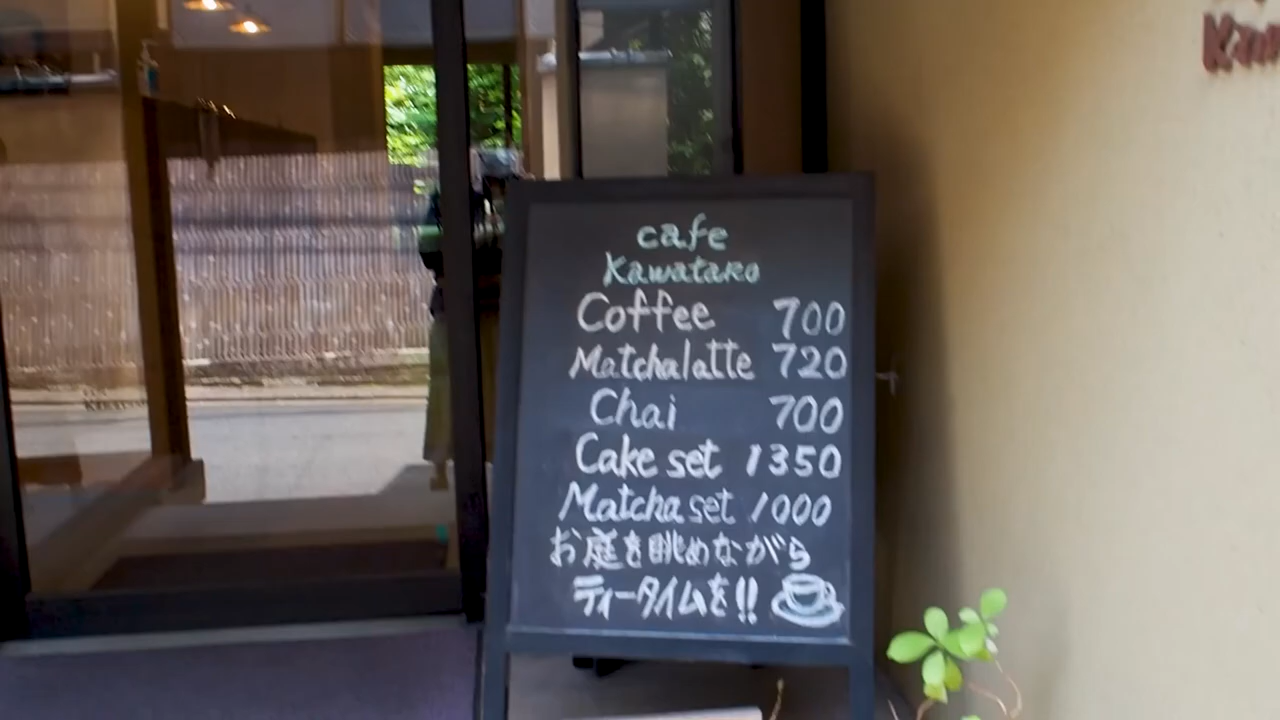 cafe
Kawataro
Coffee 700
Matchalatte 720
Chai 700
Cake set 1350
Matcha set 1000
お庭を眺めながら
ティータイムを!!